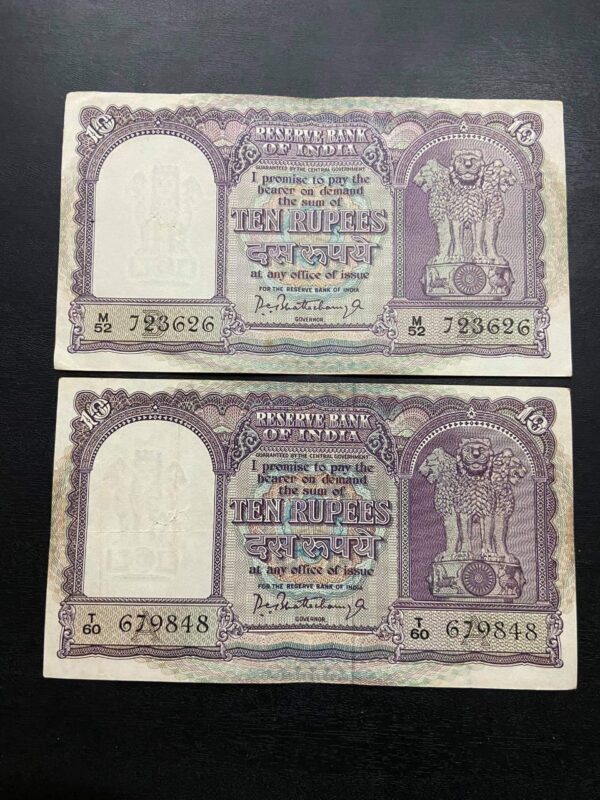 10 10
RESERVE BANK
OF INDIA
GUARANTEED BY THE CENTRAL GOVERNMENT
I promise to pay the
bearer on demand
the sum of
TEN RUPEES
दस रूपये
at any office of issue
FOR THE RESERVE BANK OF INDIA
P.C. Bhattacharyya
GOVERNOR
M/52 723626
M/52 723626
10 10
RESERVE BANK
OF INDIA
GUARANTEED BY THE CENTRAL GOVERNMENT
I promise to pay the
bearer on demand
the sum of
TEN RUPEES
दस रूपये
at any office of issue
FOR THE RESERVE BANK OF INDIA
P.C. Bhattacharyya
GOVERNOR
T/60 679848
T/60 679848